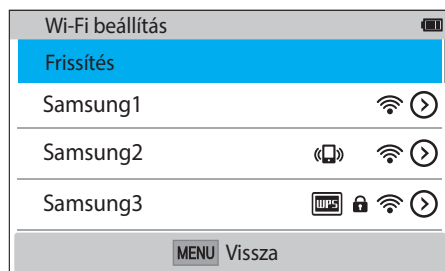 Wi-Fi beállítás
Frissítés
Samsung1
Samsung2
Samsung3 WPS
MENU Vissza